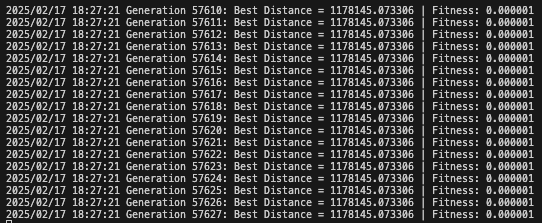 2025/02/17 18:27:21 Generation 57610: Best Distance = 1178145.073306 | Fitness: 0.000001
2025/02/17 18:27:21 Generation 57611: Best Distance = 1178145.073306 | Fitness: 0.000001
2025/02/17 18:27:21 Generation 57612: Best Distance = 1178145.073306 | Fitness: 0.000001
2025/02/17 18:27:21 Generation 57613: Best Distance = 1178145.073306 | Fitness: 0.000001
2025/02/17 18:27:21 Generation 57614: Best Distance = 1178145.073306 | Fitness: 0.000001
2025/02/17 18:27:21 Generation 57615: Best Distance = 1178145.073306 | Fitness: 0.000001
2025/02/17 18:27:21 Generation 57616: Best Distance = 1178145.073306 | Fitness: 0.000001
2025/02/17 18:27:21 Generation 57617: Best Distance = 1178145.073306 | Fitness: 0.000001
2025/02/17 18:27:21 Generation 57618: Best Distance = 1178145.073306 | Fitness: 0.000001
2025/02/17 18:27:21 Generation 57619: Best Distance = 1178145.073306 | Fitness: 0.000001
2025/02/17 18:27:21 Generation 57620: Best Distance = 1178145.073306 | Fitness: 0.000001
2025/02/17 18:27:21 Generation 57621: Best Distance = 1178145.073306 | Fitness: 0.000001
2025/02/17 18:27:21 Generation 57622: Best Distance = 1178145.073306 | Fitness: 0.000001
2025/02/17 18:27:21 Generation 57623: Best Distance = 1178145.073306 | Fitness: 0.000001
2025/02/17 18:27:21 Generation 57624: Best Distance = 1178145.073306 | Fitness: 0.000001
2025/02/17 18:27:21 Generation 57625: Best Distance = 1178145.073306 | Fitness: 0.000001
2025/02/17 18:27:21 Generation 57626: Best Distance = 1178145.073306 | Fitness: 0.000001
2025/02/17 18:27:21 Generation 57627: Best Distance = 1178145.073306 | Fitness: 0.000001